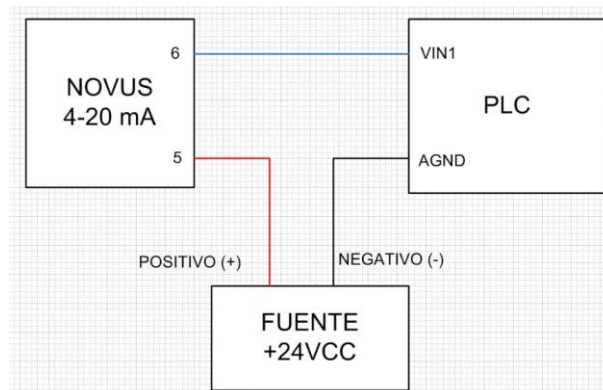 6
VIN1
NOVUS
4-20 mA
PLC
5
AGND
POSITIVO (+)
NEGATIVO (-)
FUENTE
+24VCC